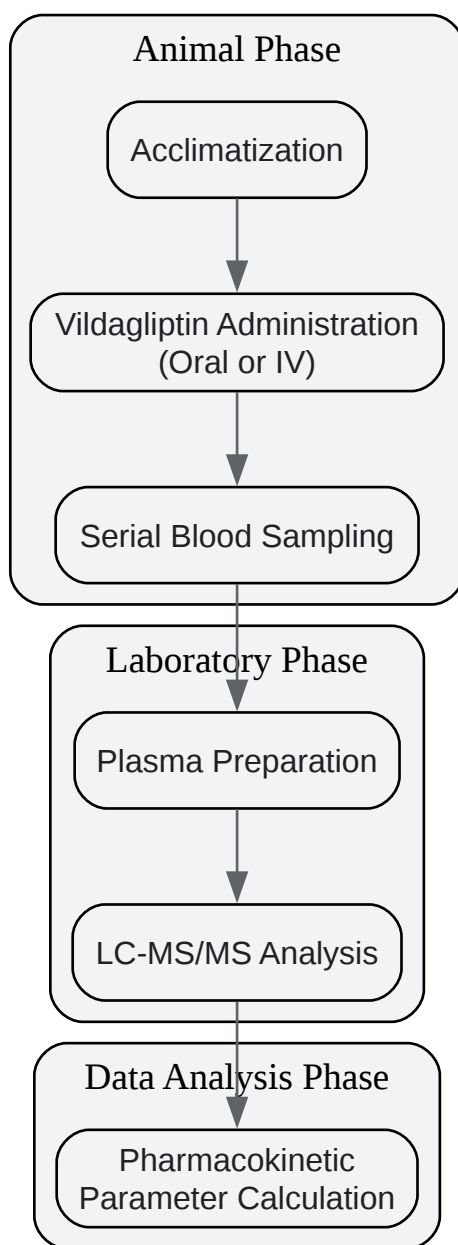 Animal Phase
Acclimatization
Vildagliptin Administration
(Oral or IV)
Serial Blood Sampling
Laboratory Phase
Plasma Preparation
LC-MS/MS Analysis
Data Analysis Phase
Pharmacokinetic
Parameter Calculation